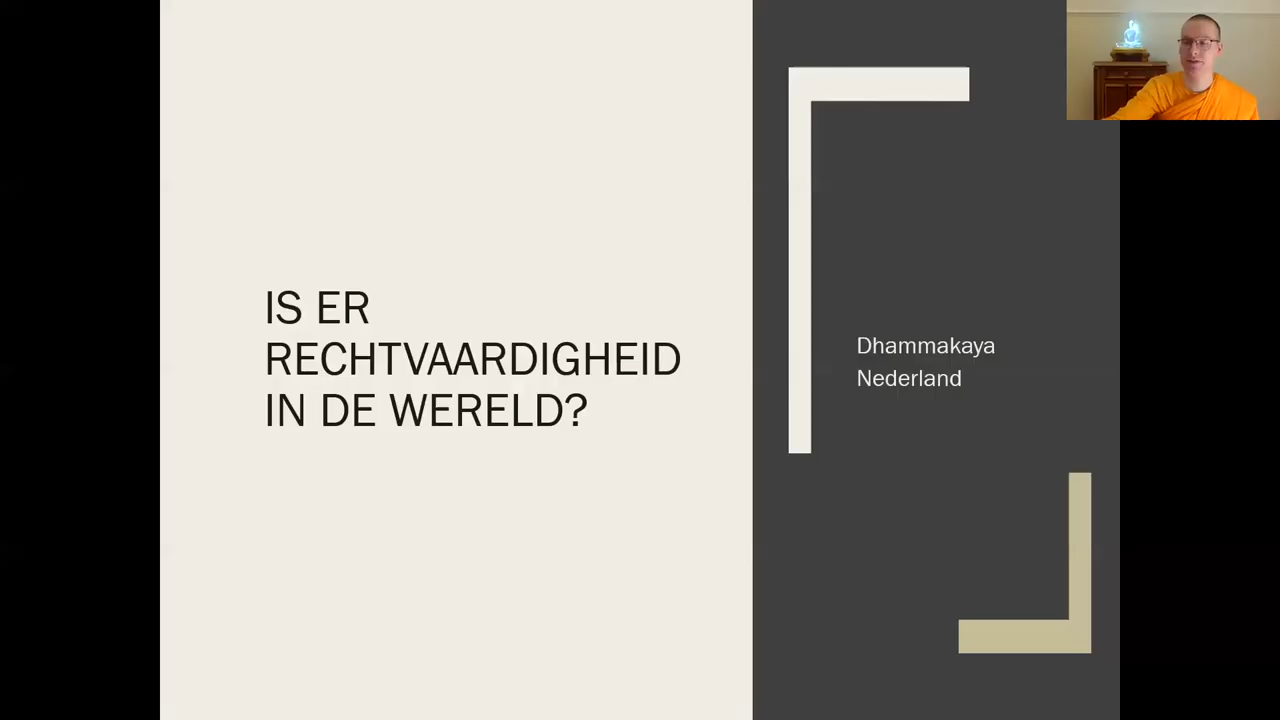 IS ER
RECHTVAARDIGHEID
IN DE WERELD?
Dhammakaya
Nederland